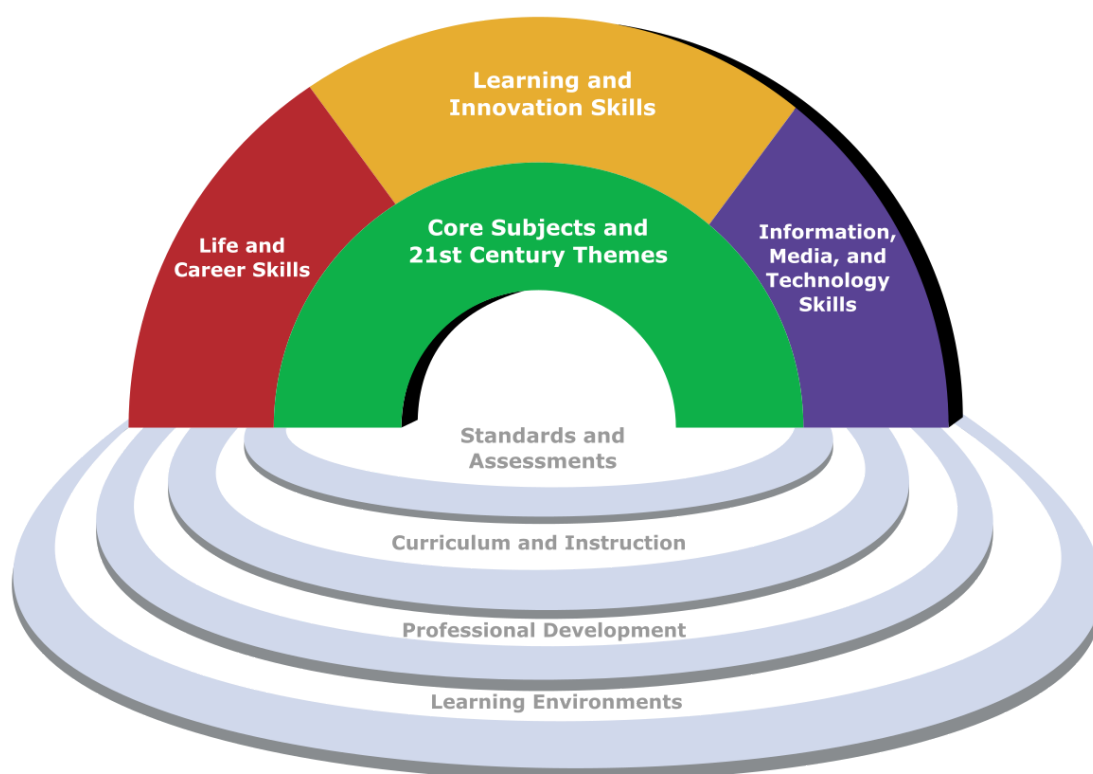 Learning and
Innovation Skills
Life and
Career Skills
Core Subjects and
21st Century Themes
Information,
Media, and
Technology
Skills
Standards and
Assessments
Curriculum and Instruction
Professional Development
Learning Environments